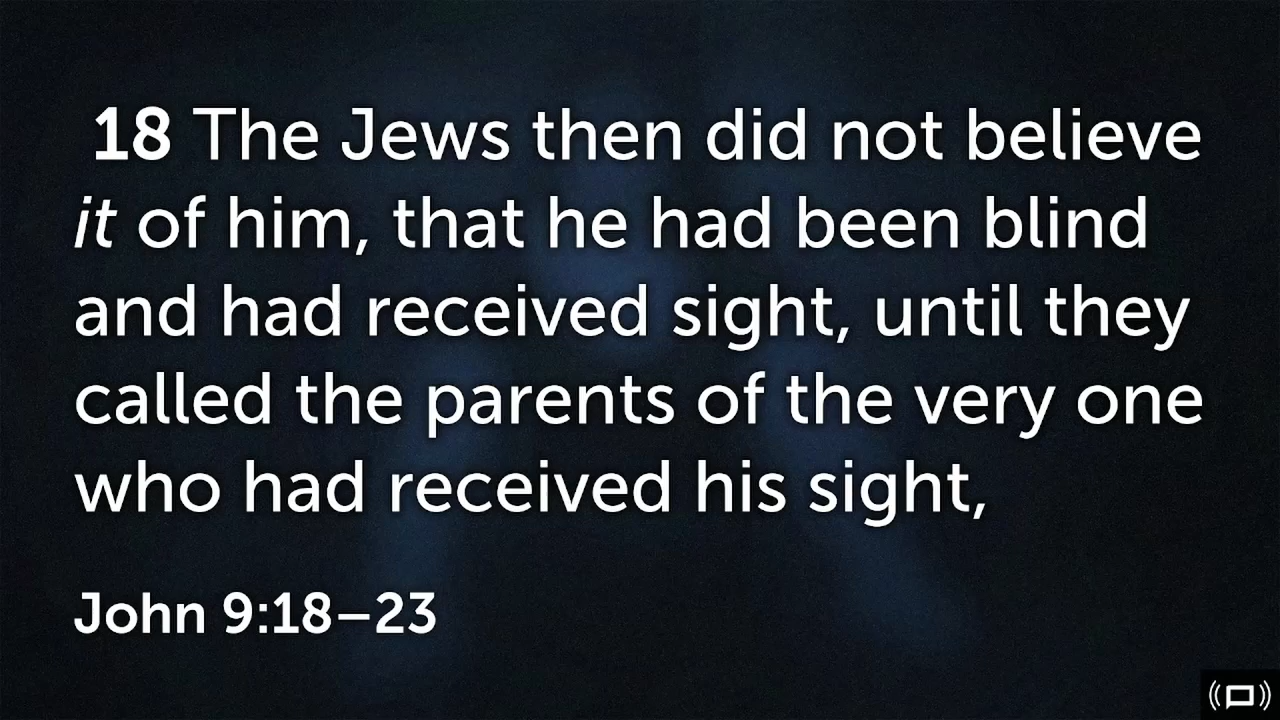 18 The Jews then did not believe
it of him, that he had been blind
and had received sight, until they
called the parents of the very one
who had received his sight,
John 9:18–23